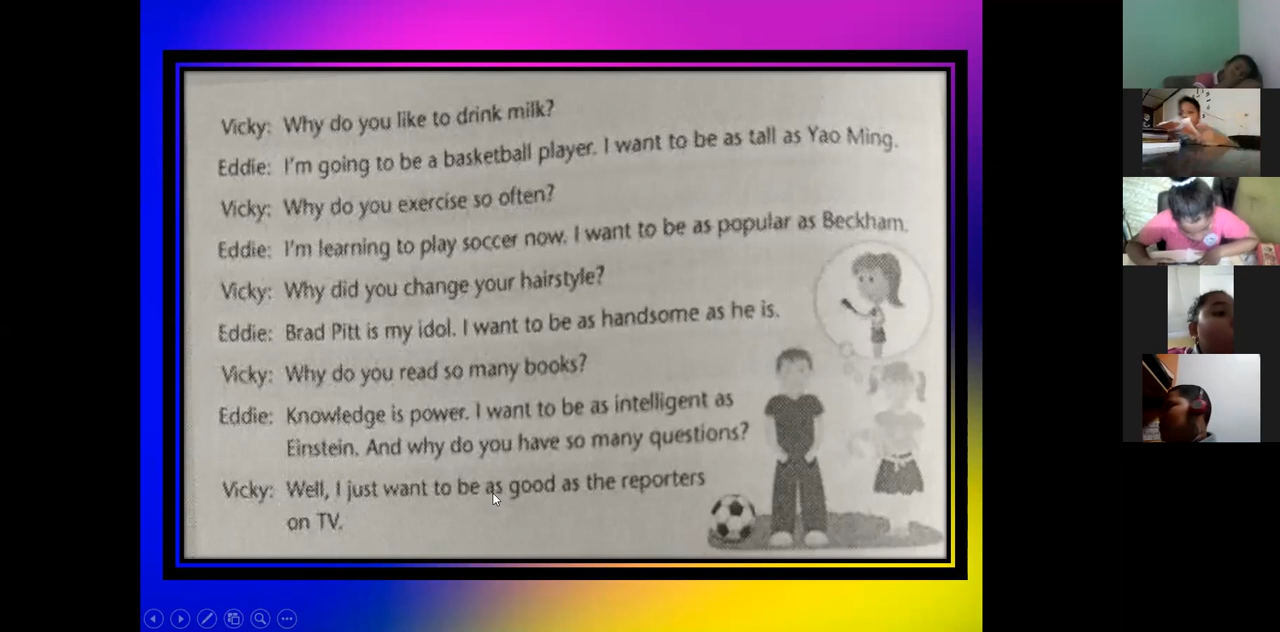 Vicky: Why do you like to drink milk?
Eddie: I'm going to be a basketball player. I want to be as tall as Yao Ming.
Vicky: Why do you exercise so often?
Eddie: I'm learning to play soccer now. I want to be as popular as Beckham.
Vicky: Why did you change your hairstyle?
Eddie: Brad Pitt is my idol. I want to be as handsome as he is.
Vicky: Why do you read so many books?
Eddie: Knowledge is power. I want to be as intelligent as
Einstein. And why do you have so many questions?
Vicky: Well, I just want to be as good as the reporters
on TV.